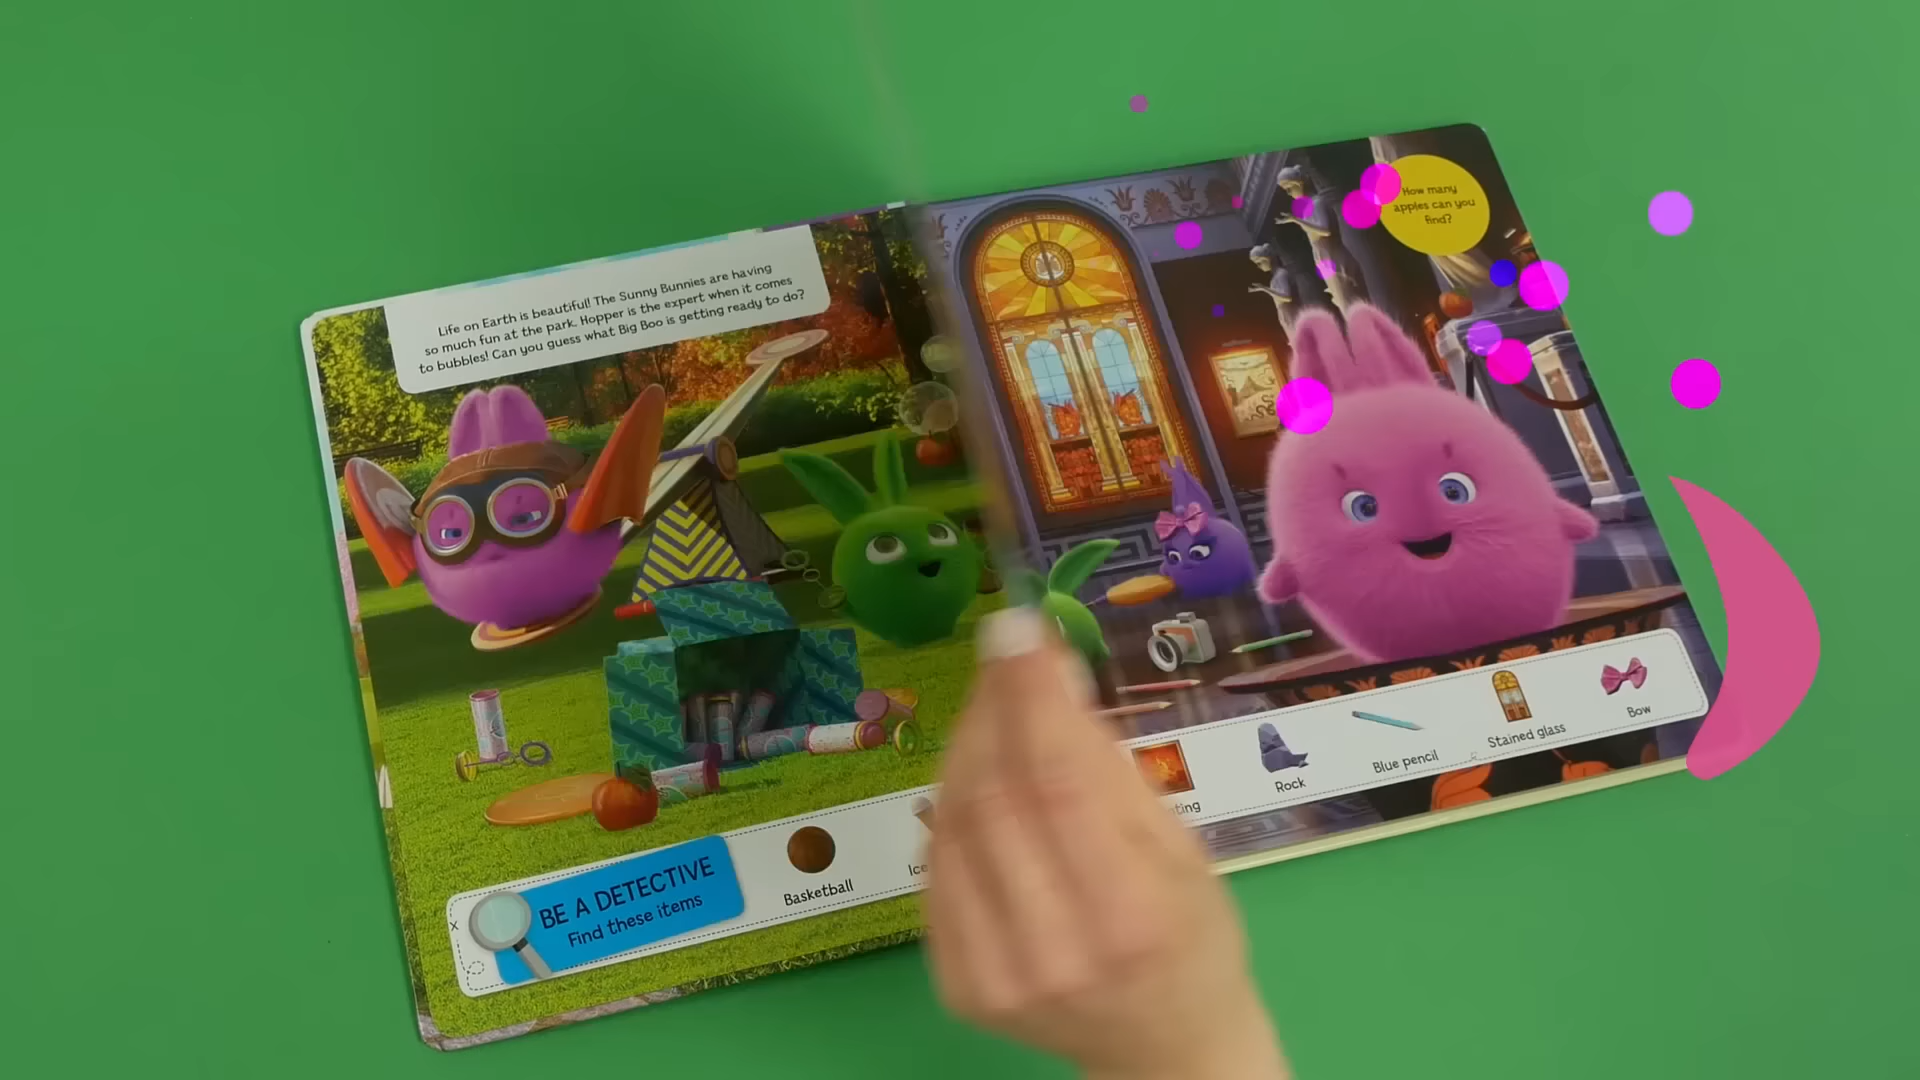 Life on Earth is beautiful! The Sunny Bunnies are having
so much fun at the park. Hopper is the expert when it comes
to bubbles! Can you guess what Big Boo is getting ready to do?
How many
apples can you
find?
BE A DETECTIVE
Find these items
Basketball
Rock
Blue pencil
Stained glass
Bow